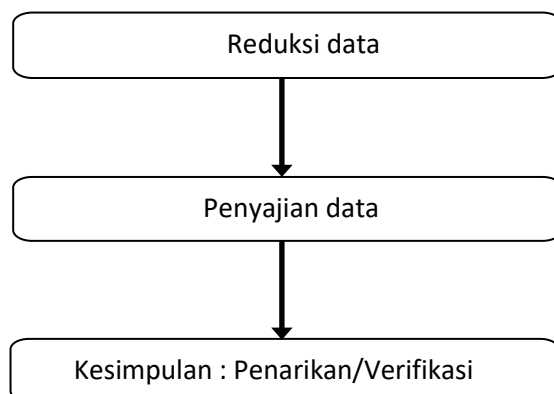 Reduksi data
Penyajian data
Kesimpulan : Penarikan/Verifikasi